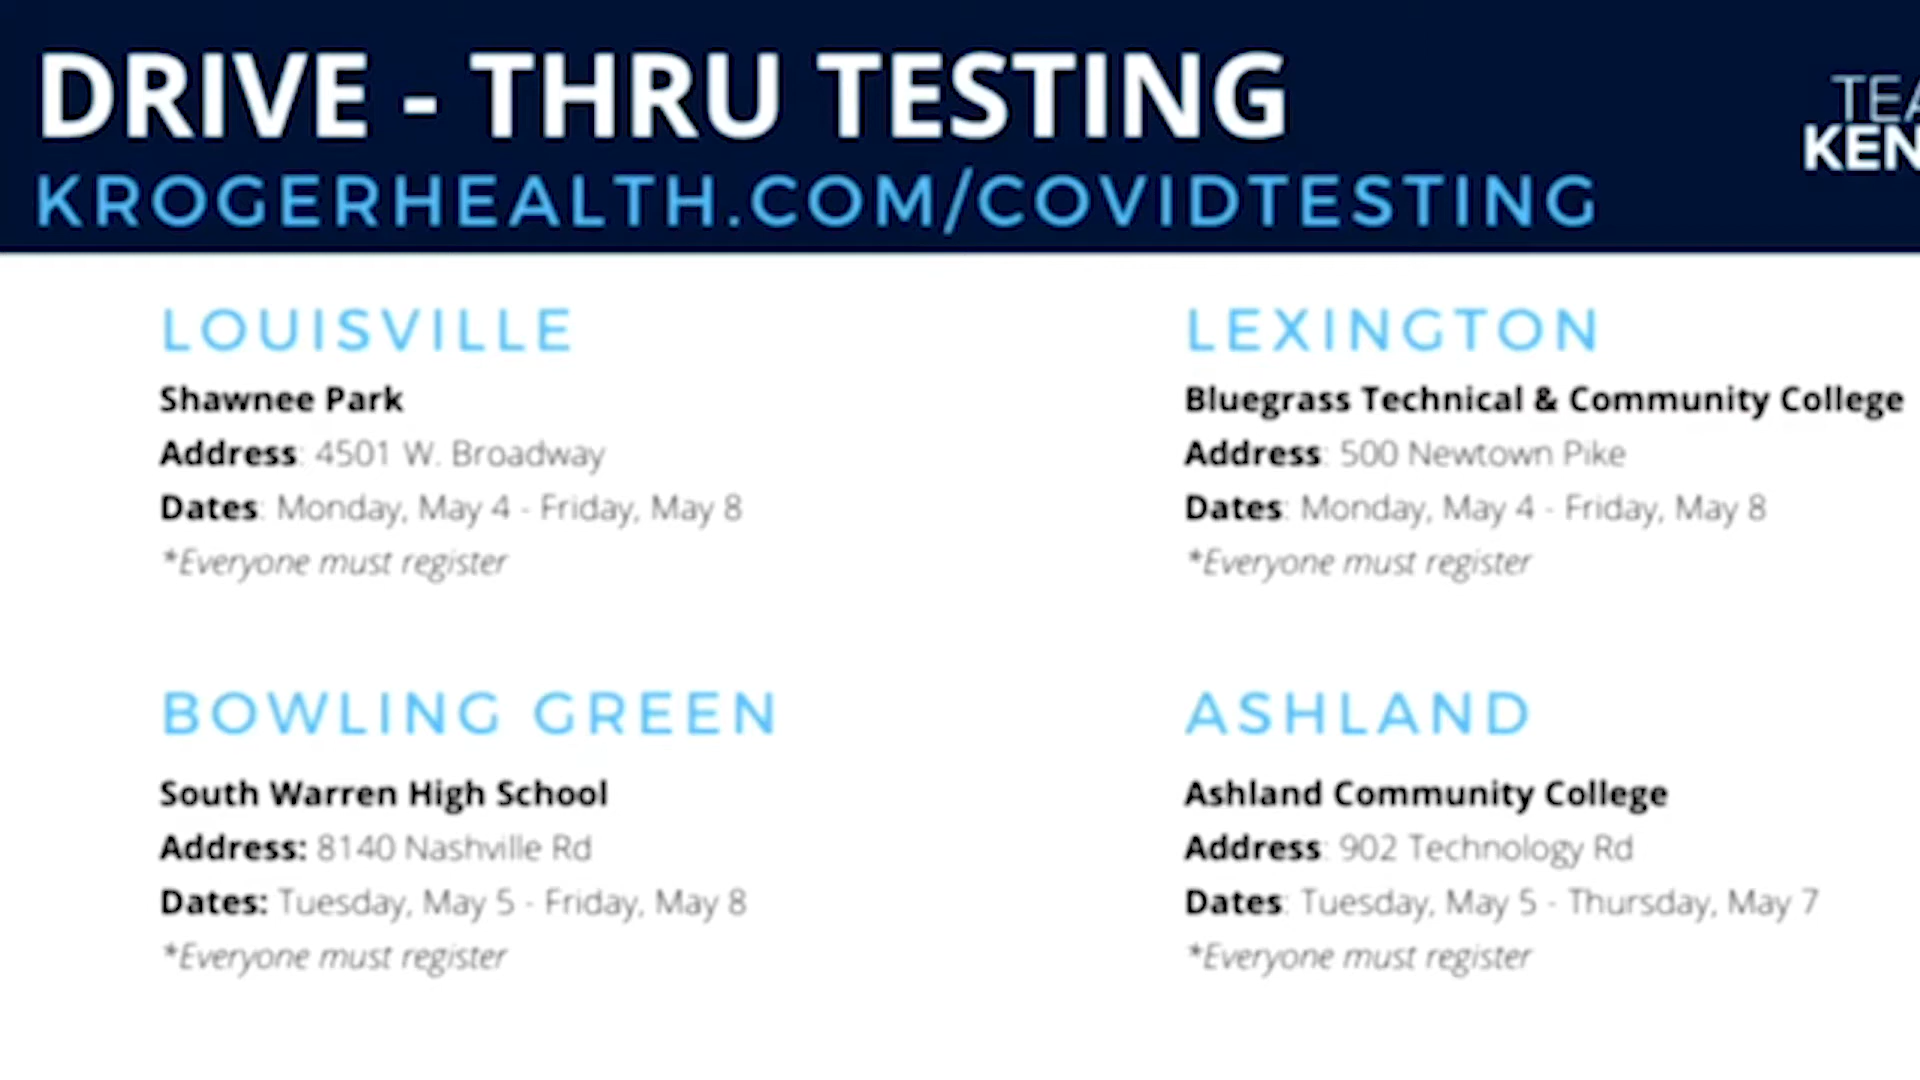 DRIVE - THRU TESTING
KROGERHEALTH.COM/COVIDTESTING
TEA
KEN
LOUISVILLE
Shawnee Park
Address: 4501 W. Broadway
Dates: Monday, May 4 - Friday, May 8
*Everyone must register
LEXINGTON
Bluegrass Technical & Community College
Address: 500 Newtown Pike
Dates: Monday, May 4 - Friday, May 8
*Everyone must register
BOWLING GREEN
South Warren High School
Address: 8140 Nashville Rd
Dates: Tuesday, May 5 - Friday, May 8
*Everyone must register
ASHLAND
Ashland Community College
Address: 902 Technology Rd
Dates: Tuesday, May 5 - Thursday, May 7
*Everyone must register